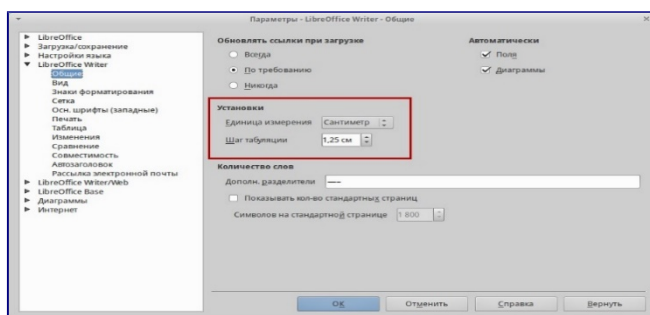 Параметры - LibreOffice Writer - Общие
LibreOffice
Загрузка/сохранение
Настройки языка
LibreOffice Writer
Общие
Вид
Знаки форматирования
Сетка
Осн. шрифты (западные)
Печать
Таблица
Изменения
Сравнение
Совместимость
Автозаголовок
Рассылка электронной почты
LibreOffice Writer/Web
LibreOffice Base
Диаграммы
Интернет
Обновлять ссылки при загрузке
Всегда
По требованию
Никогда
Автоматически
Поля
Диаграммы
Установки
Единица измерения Сантиметр
Шаг табуляции 1,25 см
Количество слов
Дополн. разделители —–
Показывать кол-во стандартных страниц
Символов на стандартной странице 1 800
ОК Отменить Справка Вернуть